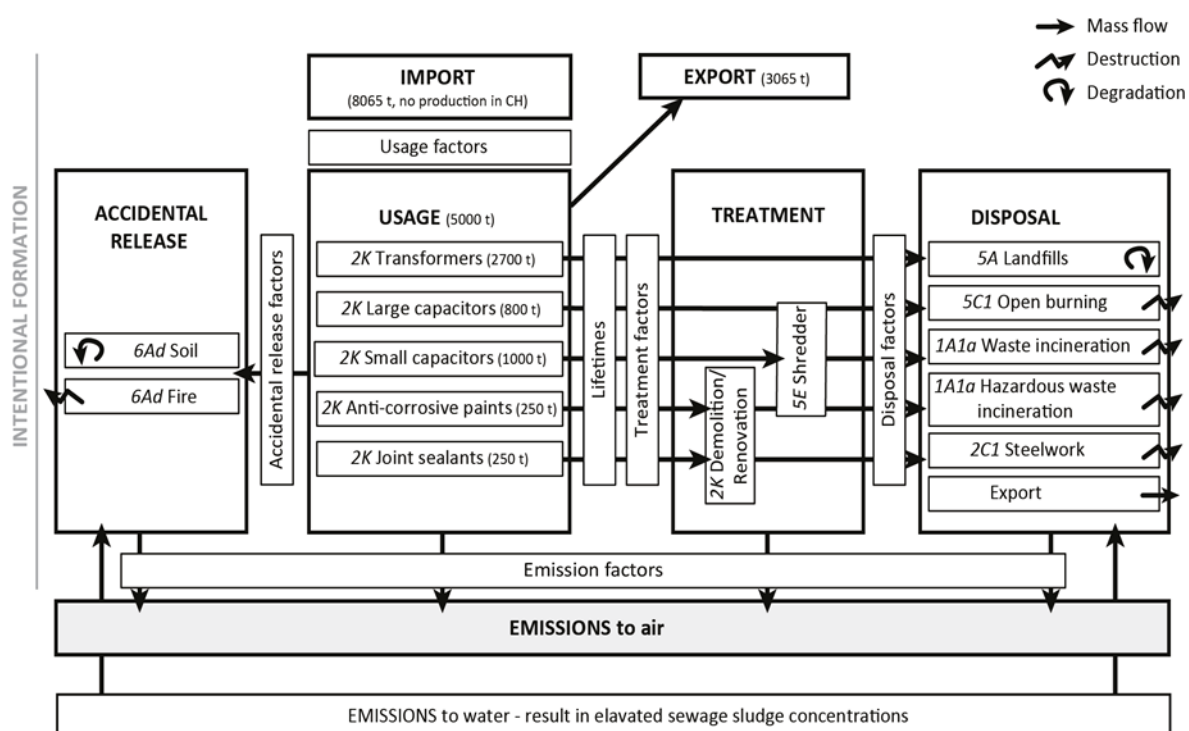 Mass flow
Destruction
Degradation
INTENTIONAL FORMATION
IMPORT
(8065 t, no production in CH)
EXPORT (3065 t)
Usage factors
ACCIDENTAL
RELEASE
6Ad Soil
6Ad Fire
Accidental release factors
USAGE (5000 t)
2K Transformers (2700 t)
2K Large capacitors (800 t)
2K Small capacitors (1000 t)
2K Anti-corrosive paints (250 t)
2K Joint sealants (250 t)
Lifetimes
Treatment factors
TREATMENT
2K Demolition/
Renovation
5E Shredder
Disposal factors
DISPOSAL
5A Landfills
5C1 Open burning
1A1a Waste incineration
1A1a Hazardous waste
incineration
2C1 Steelwork
Export
Emission factors
EMISSIONS to air
EMISSIONS to water - result in elavated sewage sludge concentrations